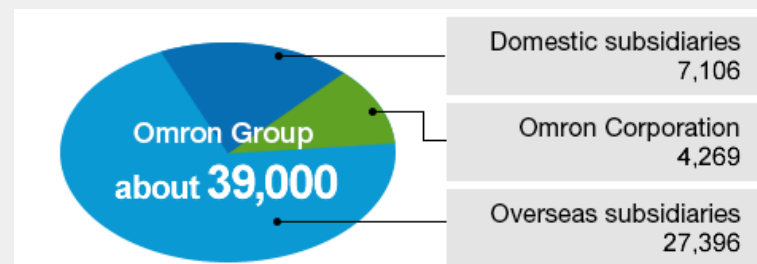 Omron Group
about 39,000
Domestic subsidiaries
7,106
Omron Corporation
4,269
Overseas subsidiaries
27,396